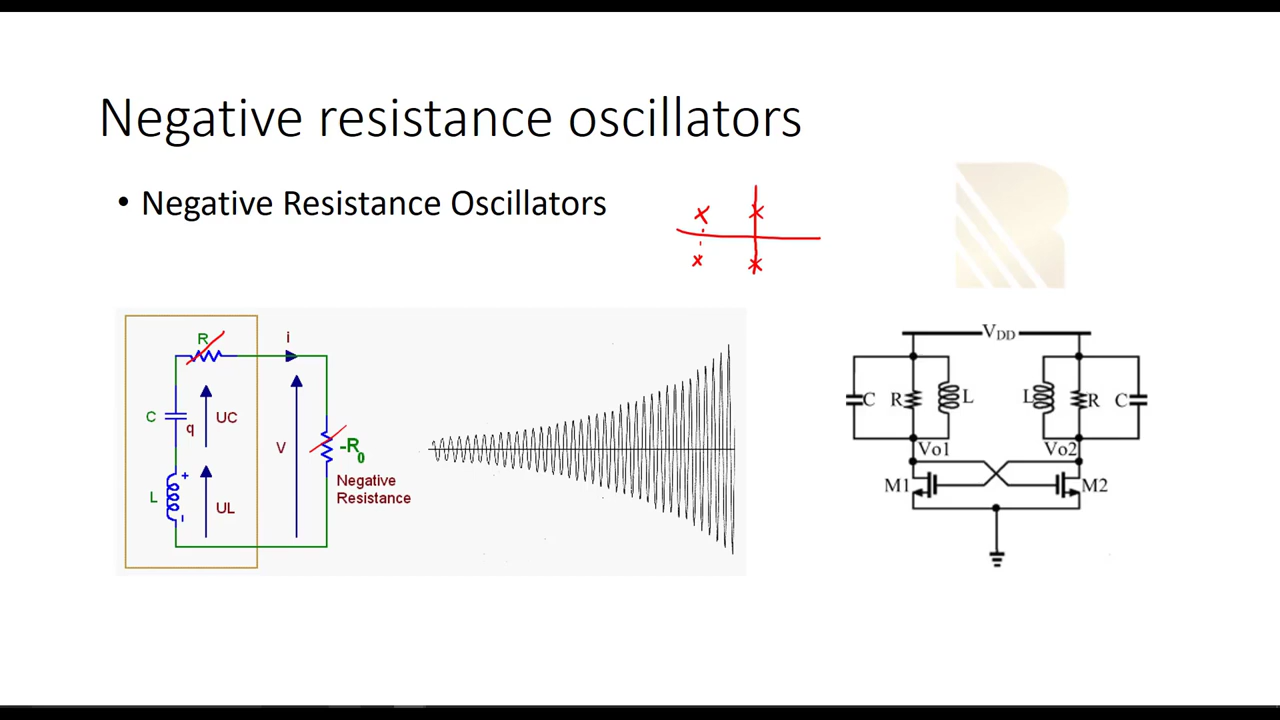 Negative resistance oscillators
• Negative Resistance Oscillators
x x
x x
R i
C q UC V -R0
Negative
Resistance
L + - UL
VDD
C R L L R C
Vo1 Vo2
M1 M2